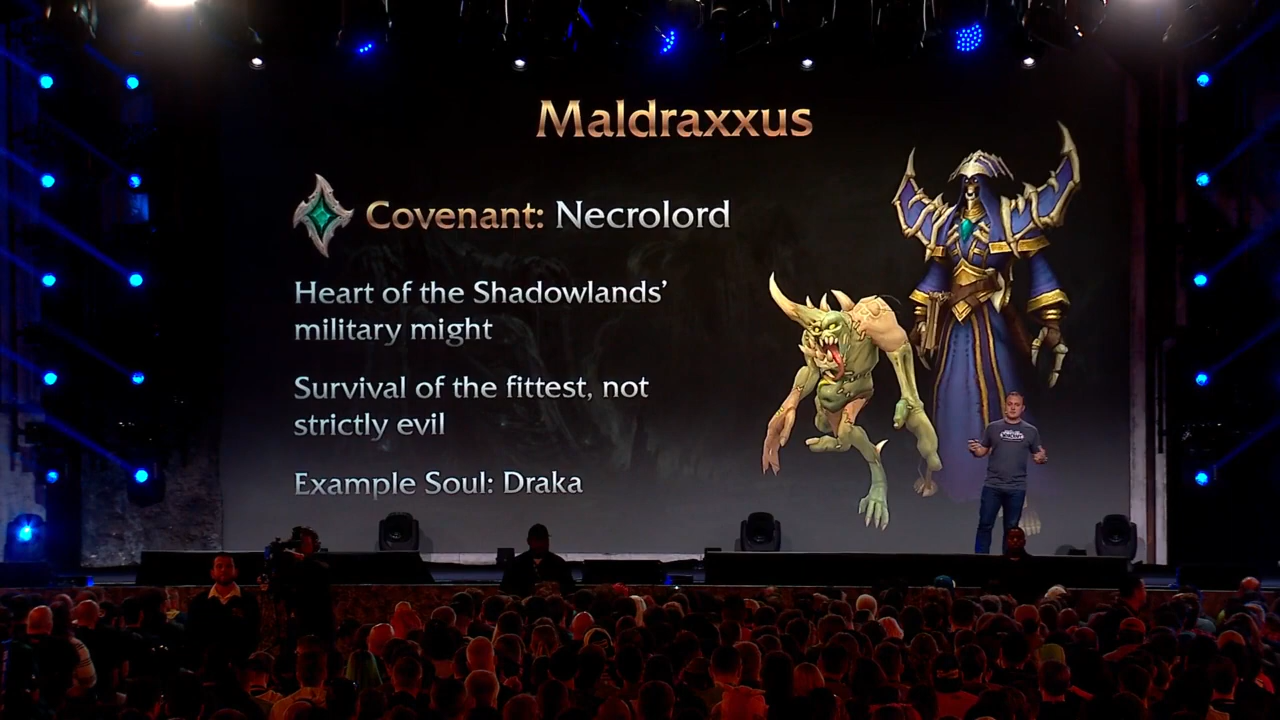 Maldraxxus
Covenant: Necrolord
Heart of the Shadowlands’
military might
Survival of the fittest, not
strictly evil
Example Soul: Draka